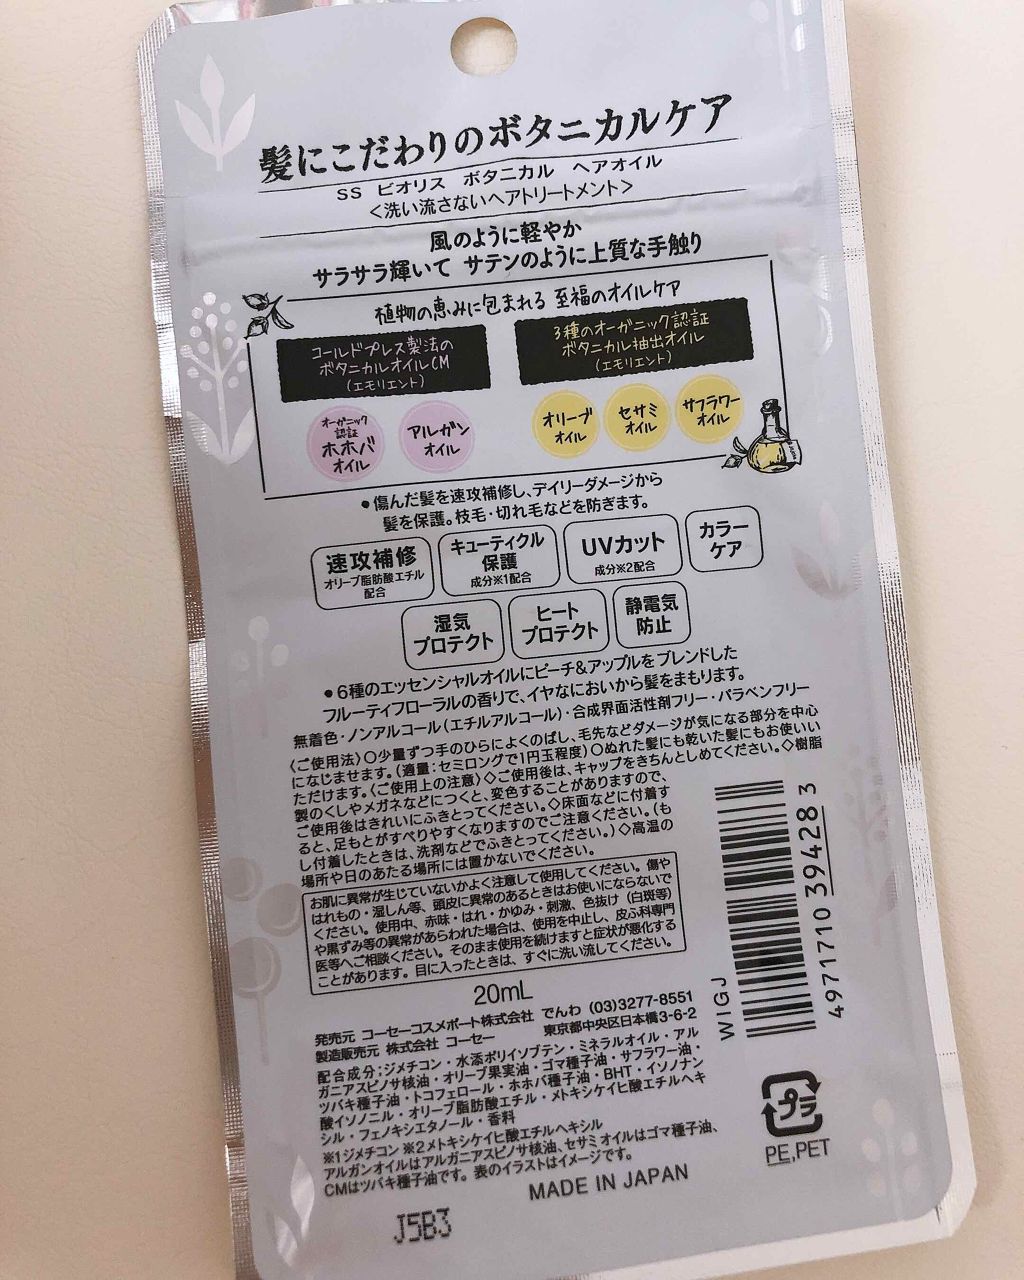 髪にこだわりのボタニカルケア
SS ビオリス ボタニカル ヘアオイル
＜洗い流さないヘアトリートメント＞
風のように軽やか
サラサラ輝いて サテンのように上質な手触り
植物の恵みに包まれる 至福のオイルケア
コールドプレス製法の
ボタニカルオイルCM
(エモリエント)
3種のオーガニック認証
ボタニカル抽出オイル
(エモリエント)
オーガニック
認証
ホホバ
オイル
アルガン
オイル
オリーブ
オイル
セサミ
オイル
サフラワー
オイル
●傷んだ髪を速攻補修し、デイリーダメージから
髪を保護。枝毛・切れ毛などを防ぎます。
速攻補修
オリーブ脂肪酸エチル
配合
キューティクル
保護
成分※1配合
UVカット
成分※2配合
カラー
ケア
湿気
プロテクト
ヒート
プロテクト
静電気
防止
●6種のエッセンシャルオイルにピーチ&アップルをブレンドした
フルーティフローラルの香りで、イヤなにおいから髪をまもります。
無着色・ノンアルコール(エチルアルコール)・合成界面活性剤フリー・パラベンフリー
〈ご使用法〉○少量ずつ手のひらによくのばし、毛先などダメージが気になる部分を中心
になじませます。(適量:セミロングで1円玉程度)○ぬれた髪にも乾いた髪にもお使いい
ただけます。〈ご使用上の注意〉◇ご使用後は、キャップをきちんとしめてください。◇樹脂
製のくしやメガネなどにつくと、変色することがありますので、
ご使用後はきれいにふきとってください。◇床面などに付着す
ると、足もとがすべりやすくなりますのでご注意ください。(も
し付着したときは、洗剤などでふきとってください。)◇高温の
場所や日のあたる場所には置かないでください。
お肌に異常が生じていないかよく注意して使用してください。傷や
はれもの・湿しん等、頭皮に異常のあるときはお使いにならないで
ください。使用中、赤味・はれ・かゆみ・刺激、色抜け(白斑等)
や黒ずみ等の異常があらわれた場合は、使用を中止し、皮ふ科専門
医等へご相談ください。そのまま使用を続けますと症状が悪化する
ことがあります。目に入ったときは、すぐに洗い流してください。
20mL
発売元 コーセーコスメポート株式会社 でんわ (03)3277-8551
製造販売元 株式会社 コーセー 東京都中央区日本橋3-6-2
配合成分:ジメチコン・水添ポリイソブテン・ミネラルオイル・アル
ガニアスピノサ核油・オリーブ果実油・ゴマ種子油・サフラワー油・
ツバキ種子油・トコフェロール・ホホバ種子油・BHT・イソノナン
酸イソノニル・オリーブ脂肪酸エチル・メトキシケイヒ酸エチルヘキ
シル・フェノキシエタノール・香料
※1ジメチコン ※2メトキシケイヒ酸エチルヘキシル
アルガンオイルはアルガニアスピノサ核油、セサミオイルはゴマ種子油、
CMはツバキ種子油です。表のイラストはイメージです。
MADE IN JAPAN
J5B3
WIGJ
4971710 394283
プラ
PE,PET